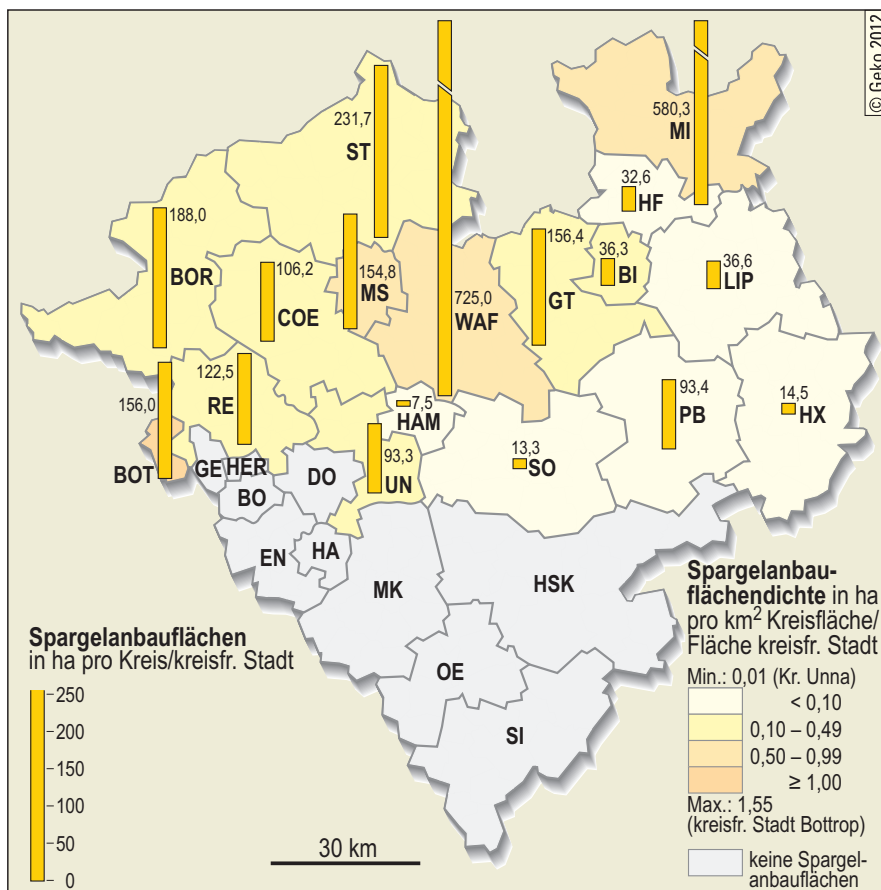 © Geko 2012
231,7
ST
580,3
MI
32,6
HF
188,0
BOR
106,2
COE
154,8
MS
725,0
WAF
156,4
GT
36,3
BI
36,6
LIP
122,5
RE
156,0
BOT
7,5
HAM
93,4
PB
14,5
HX
13,3
SO
93,3
UN
GE
HER
DO
BO
EN
HA
MK
HSK
OE
SI
Spargelanbauflächen
in ha pro Kreis/kreisfr. Stadt
250
200
150
100
50
0
30 km
Spargelanbau-
flächendichte in ha
pro km² Kreisfläche/
Fläche kreisfr. Stadt
Min.: 0,01 (Kr. Unna)
< 0,10
0,10 – 0,49
0,50 – 0,99
≥ 1,00
Max.: 1,55
(kreisfr. Stadt Bottrop)
keine Spargel-
anbauflächen